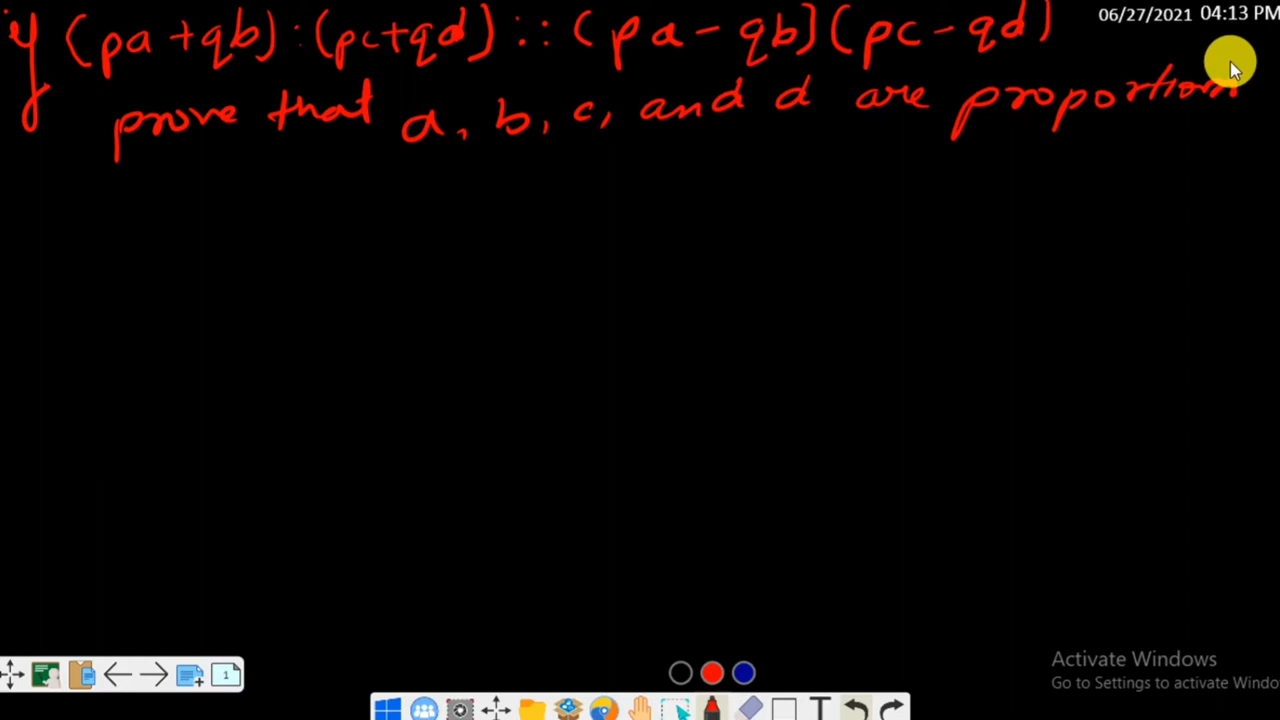 if (pa+qb):(pc+qd)::(pa-qb)(pc-qd)
06/27/2021 04:13 PM
prove that a, b, c, and d are proportion
1
Activate Windows
Go to Settings to activate Windo
T